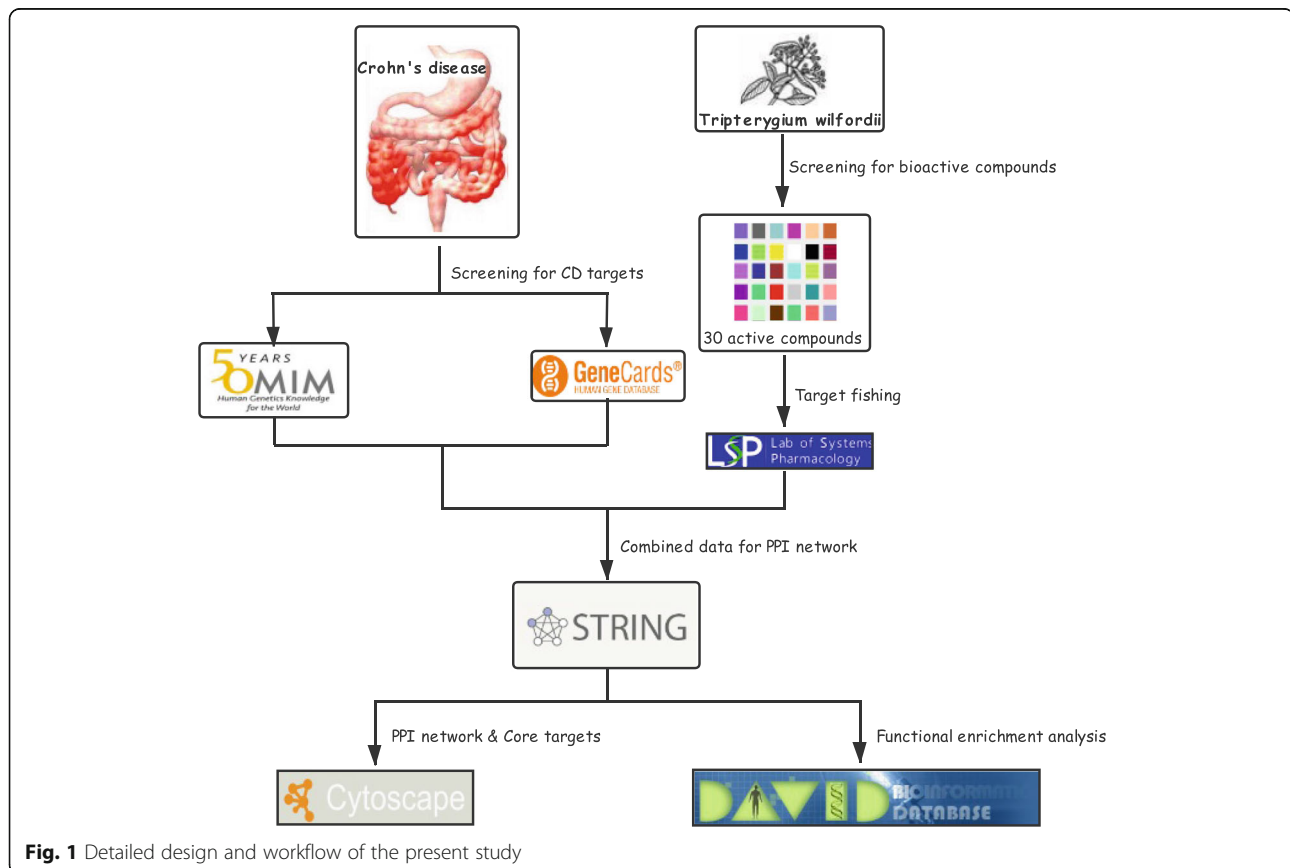 Crohn's disease
Tripterygium wilfordii
Screening for bioactive compounds
30 active compounds
Screening for CD targets
50 YEARS
OMIM
Human Genetics Knowledge
for the World
GeneCards®
HUMAN GENE DATABASE
Target fishing
LSP Lab of Systems
Pharmacology
Combined data for PPI network
STRING
PPI network & Core targets
Functional enrichment analysis
Cytoscape
DAVID BIOINFORMATI
DATABASE
Fig. 1 Detailed design and workflow of the present study